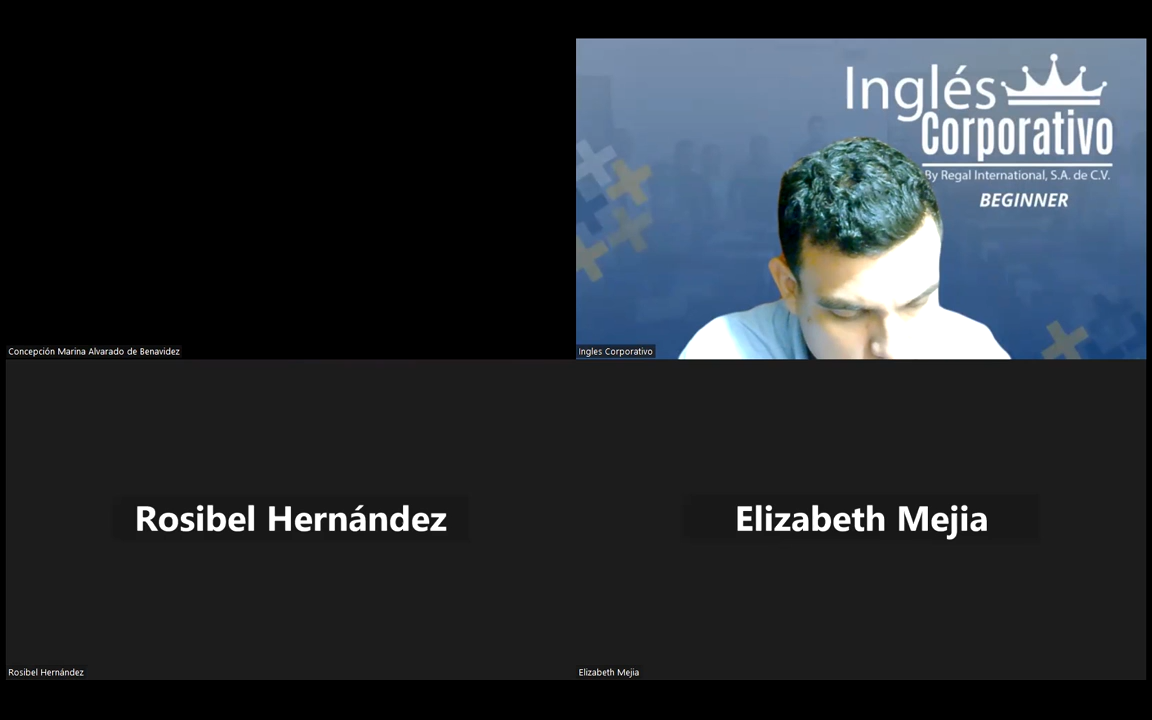 Inglés
Corporativo
By Regal International, S.A. de C.V.
BEGINNER
Concepción Marina Alvarado de Benavidez
Ingles Corporativo
Rosibel Hernández
Elizabeth Mejia
Rosibel Hernández
Elizabeth Mejia